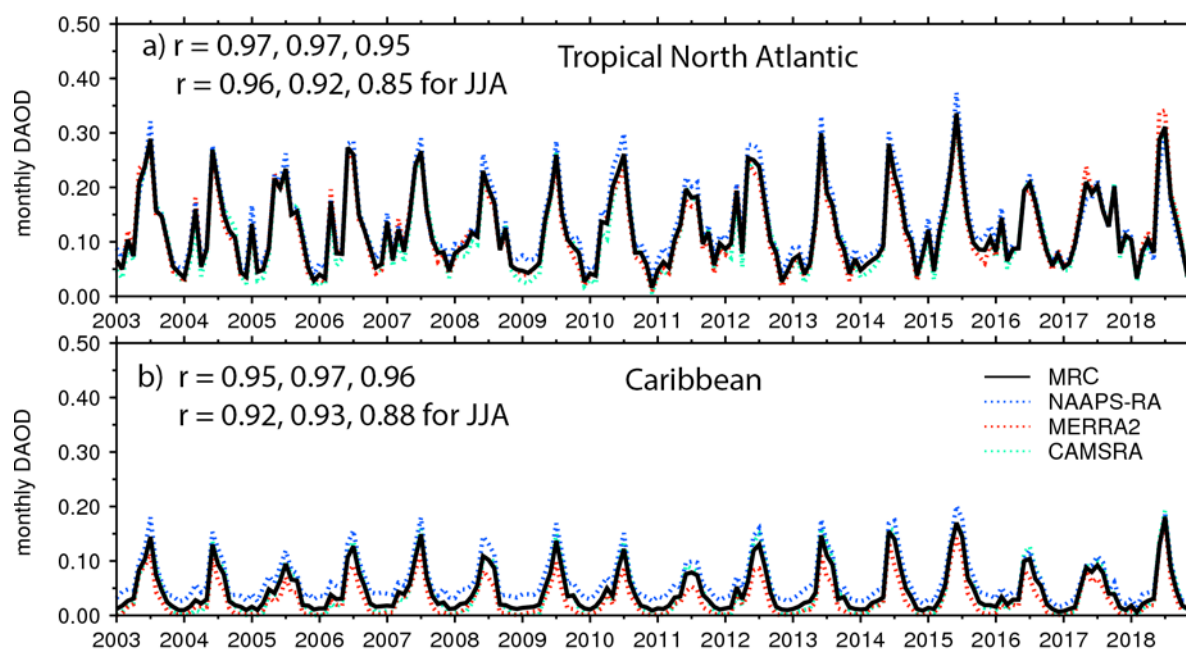 a) r = 0.97, 0.97, 0.95
r = 0.96, 0.92, 0.85 for JJA
Tropical North Atlantic
monthly DAOD
0.50
0.40
0.30
0.20
0.10
0.00
2003 2004 2005 2006 2007 2008 2009 2010 2011 2012 2013 2014 2015 2016 2017 2018
b) r = 0.95, 0.97, 0.96
r = 0.92, 0.93, 0.88 for JJA
Caribbean
MRC
NAAPS-RA
MERRA2
CAMSRA
monthly DAOD
0.50
0.40
0.30
0.20
0.10
0.00
2003 2004 2005 2006 2007 2008 2009 2010 2011 2012 2013 2014 2015 2016 2017 2018